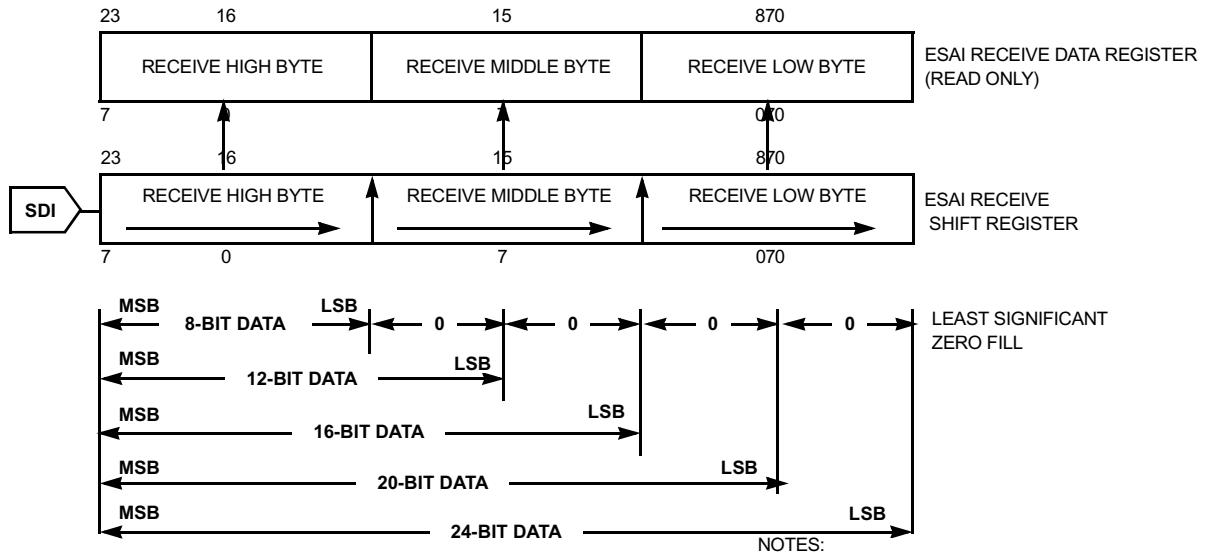 23 16 15 870
RECEIVE HIGH BYTE RECEIVE MIDDLE BYTE RECEIVE LOW BYTE
ESAI RECEIVE DATA REGISTER
(READ ONLY)
7 0 7 070
23 16 15 870
SDI
RECEIVE HIGH BYTE RECEIVE MIDDLE BYTE RECEIVE LOW BYTE
ESAI RECEIVE
SHIFT REGISTER
7 0 7 070
MSB LSB
8-BIT DATA 0 0 0 0
LEAST SIGNIFICANT
ZERO FILL
MSB LSB
12-BIT DATA
MSB LSB
16-BIT DATA
MSB LSB
20-BIT DATA
MSB LSB
24-BIT DATA
NOTES: